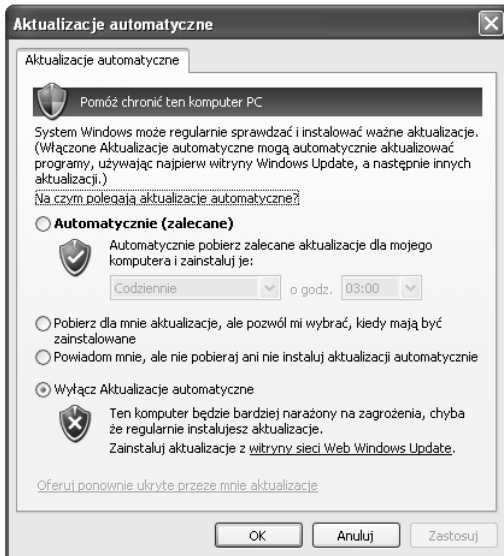 Aktualizacje automatyczne
Aktualizacje automatyczne
Pomóż chronić ten komputer PC
System Windows może regularnie sprawdzać i instalować ważne aktualizacje.
(Włączone Aktualizacje automatyczne mogą automatycznie aktualizować
programy, używając najpierw witryny Windows Update, a następnie innych
aktualizacji.)
Na czym polegają aktualizacje automatyczne?
Automatycznie (zalecane)
Automatycznie pobierz zalecane aktualizacje dla mojego
komputera i zainstaluj je:
Codziennie o godz. 03:00
Pobierz dla mnie aktualizacje, ale pozwól mi wybrać, kiedy mają być
zainstalowane
Powiadom mnie, ale nie pobieraj ani nie instaluj aktualizacji automatycznie
Wyłącz Aktualizacje automatyczne
Ten komputer będzie bardziej narażony na zagrożenia, chyba
że regularnie instalujesz aktualizacje.
Zainstaluj aktualizacje z witryny sieci Web Windows Update.
Oferuj ponownie ukryte przeze mnie aktualizacje
OK Anuluj Zastosuj